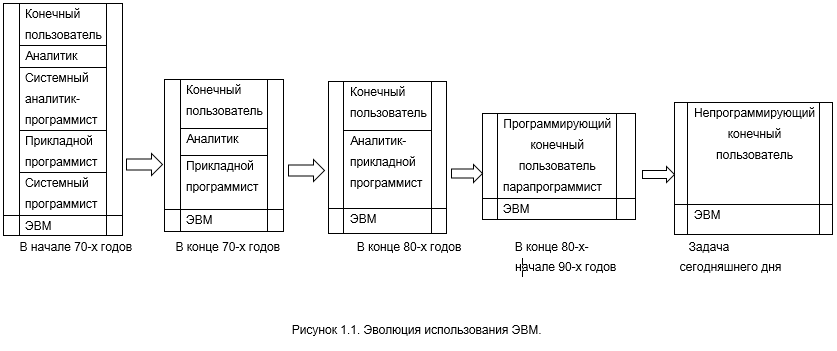 Конечный
пользователь
Аналитик
Системный
аналитик-
программист
Прикладной
программист
Системный
программист
ЭВМ
В начале 70-х годов
Конечный
пользователь
Аналитик
Прикладной
программист
ЭВМ
В конце 70-х годов
Конечный
пользователь
Аналитик-
прикладной
программист
ЭВМ
В конце 80-х годов
Программирующий
конечный
пользователь
парапрограммист
ЭВМ
В конце 80-х-
начале 90-х годов
Непрограммирующий
конечный
пользователь
ЭВМ
Задача
сегодняшнего дня
Рисунок 1.1. Эволюция использования ЭВМ.